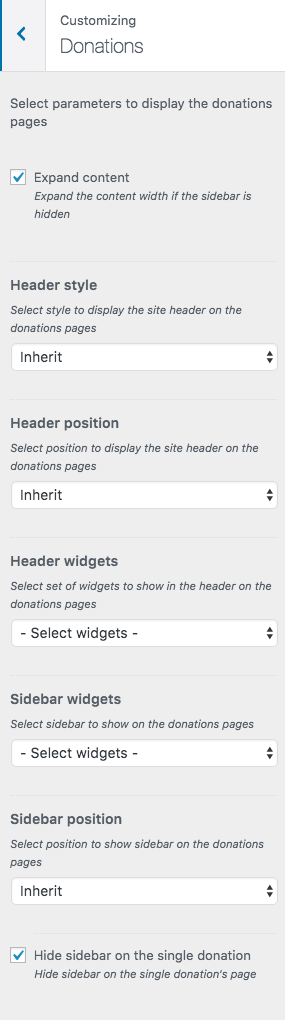 Customizing
Donations
Select parameters to display the donations
pages
Expand content
Expand the content width if the sidebar is
hidden
Header style
Select style to display the site header on the
donations pages
Inherit
Header position
Select position to display the site header on the
donations pages
Inherit
Header widgets
Select set of widgets to show in the header on the
donations pages
- Select widgets -
Sidebar widgets
Select sidebar to show on the donations pages
- Select widgets -
Sidebar position
Select position to show sidebar on the donations
pages
Inherit
Hide sidebar on the single donation
Hide sidebar on the single donation's page